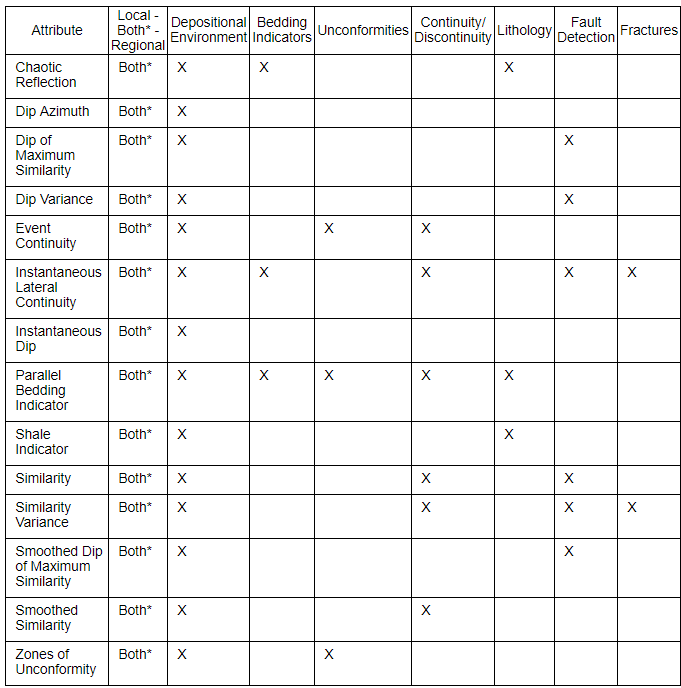 Attribute Local - Both* - Regional Depositional Environment Bedding Indicators Unconformities Continuity/ Discontinuity Lithology Fault Detection Fractures
Chaotic Reflection Both* X X X
Dip Azimuth Both* X
Dip of Maximum Similarity Both* X X
Dip Variance Both* X X
Event Continuity Both* X X X
Instantaneous Lateral Continuity Both* X X X X X
Instantaneous Dip Both* X
Parallel Bedding Indicator Both* X X X X X
Shale Indicator Both* X X
Similarity Both* X X X
Similarity Variance Both* X X X X
Smoothed Dip of Maximum Similarity Both* X X
Smoothed Similarity Both* X X
Zones of Unconformity Both* X X